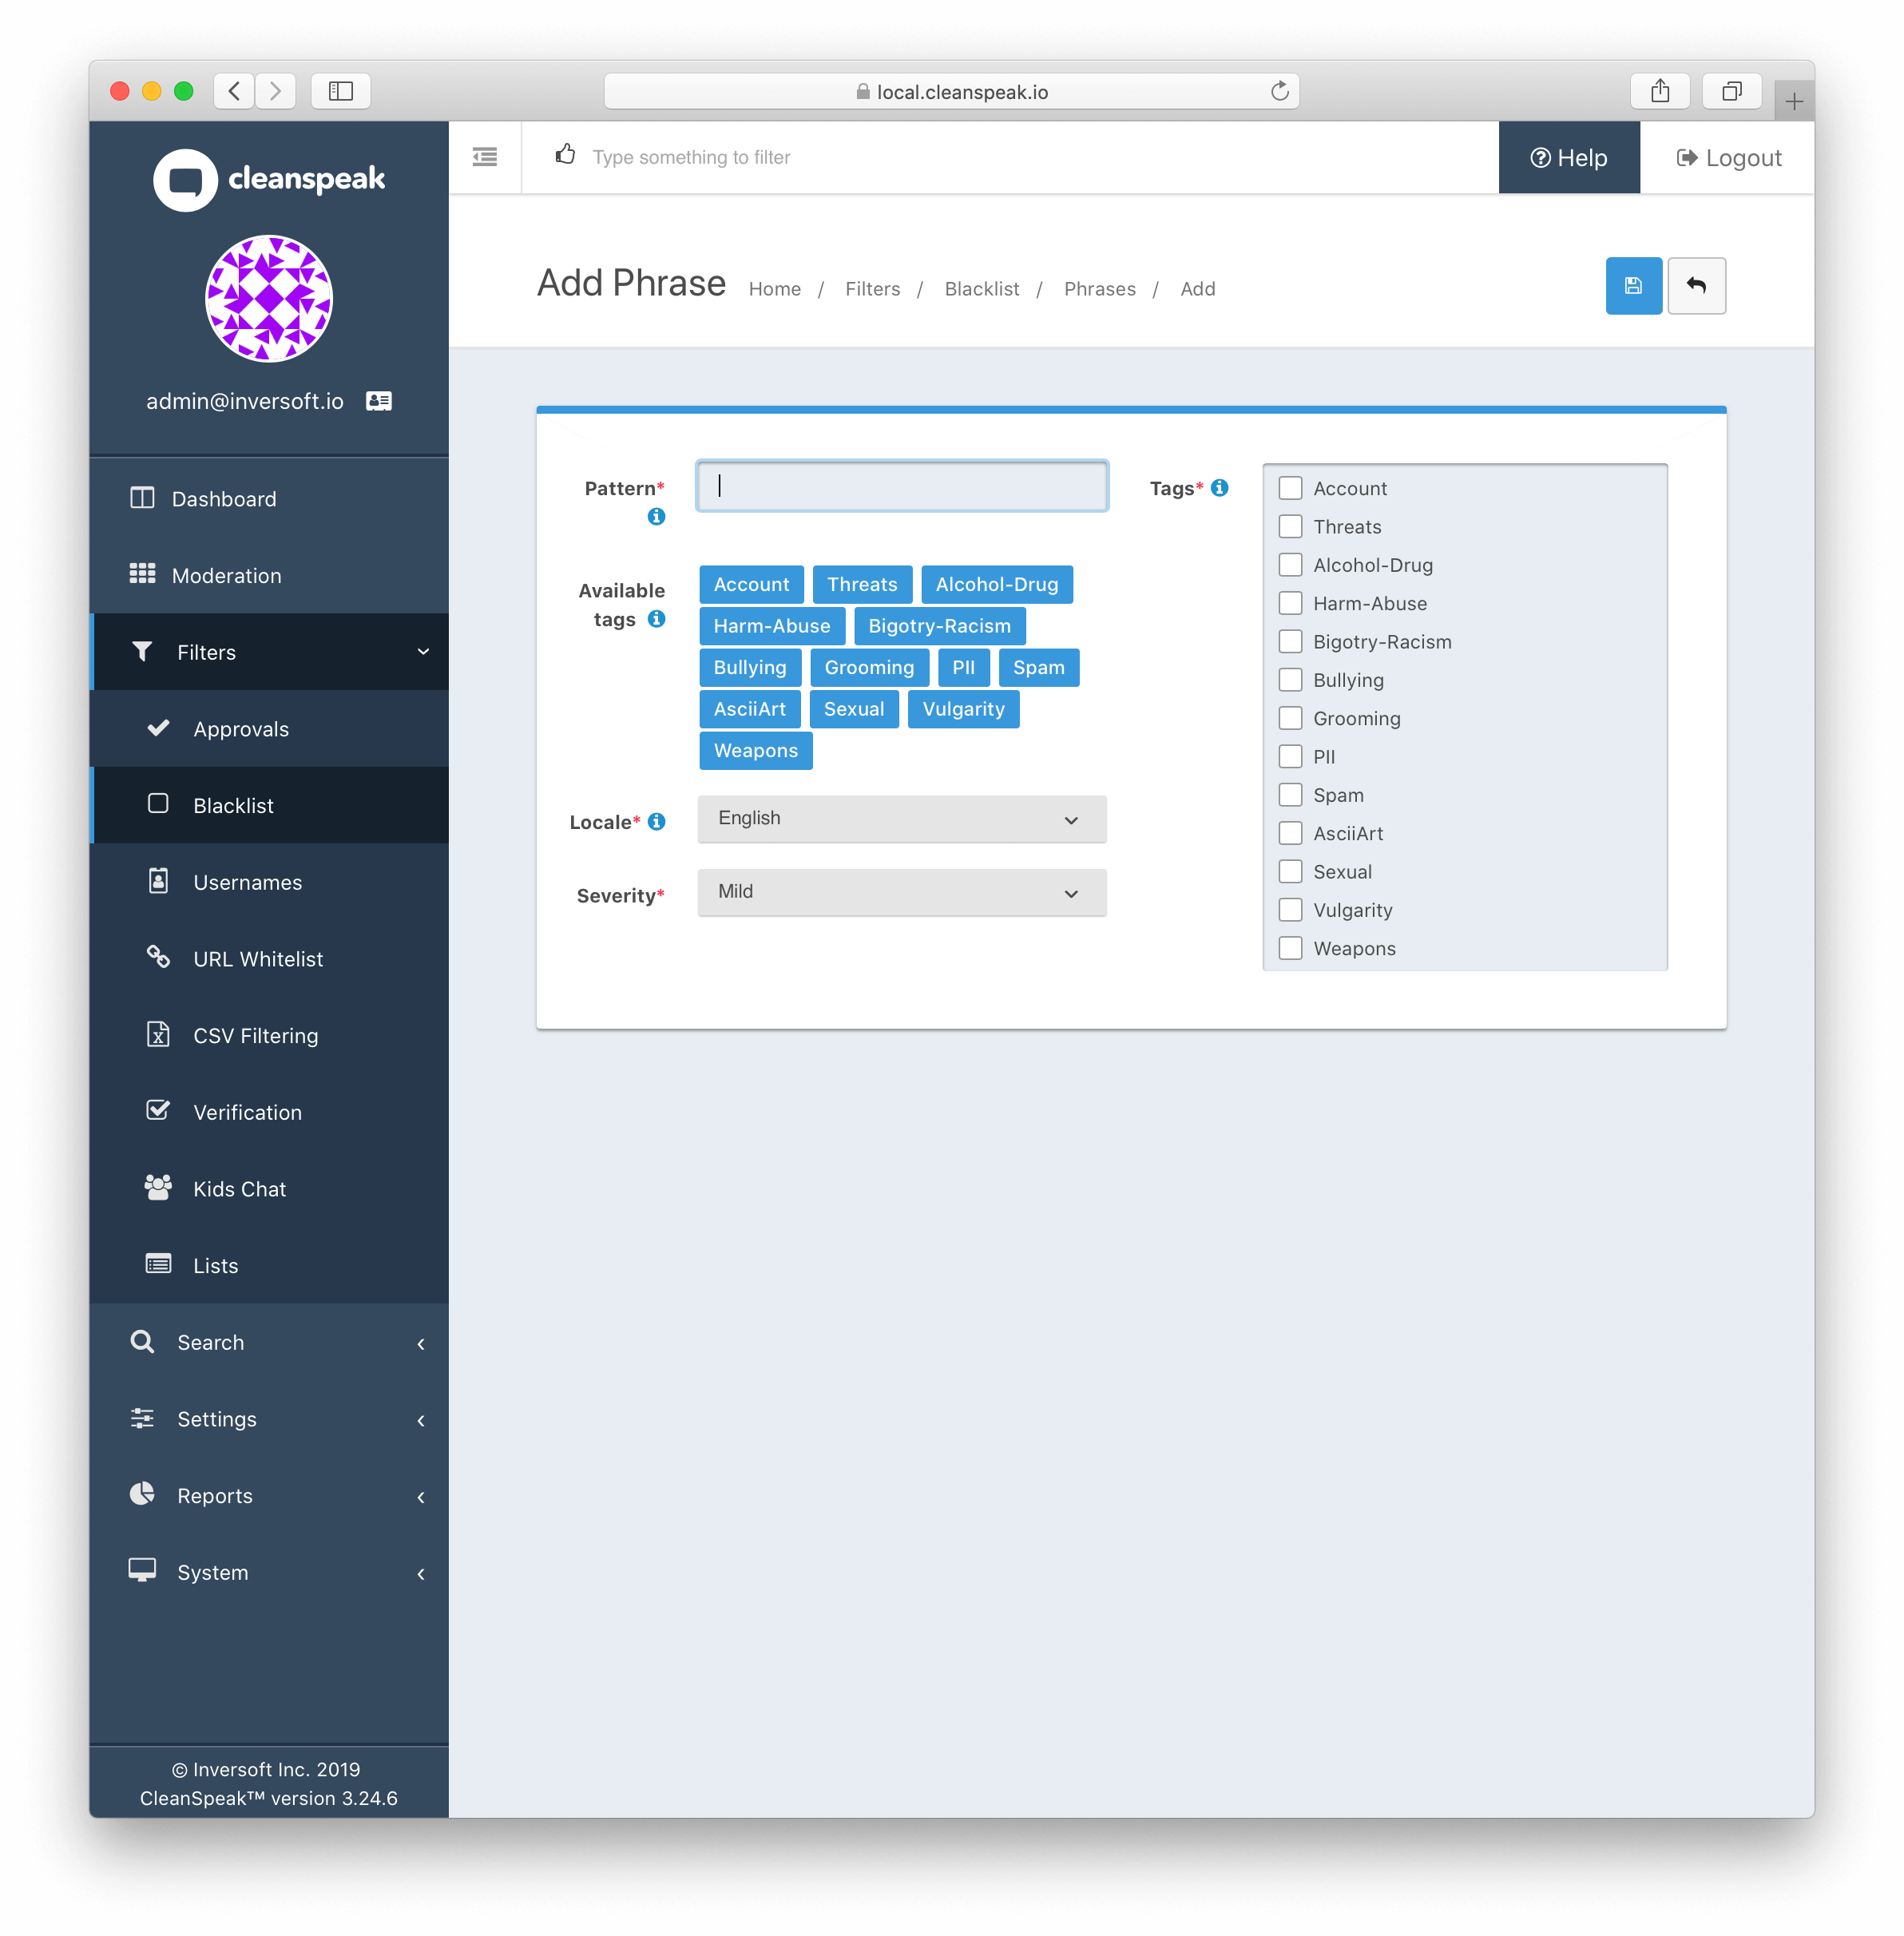 local.cleanspeak.io
cleanspeak
admin@inversoft.io
Dashboard
Moderation
Filters
Approvals
Blacklist
Usernames
URL Whitelist
CSV Filtering
Verification
Kids Chat
Lists
Search
Settings
Reports
System
© Inversoft Inc. 2019
CleanSpeak™ version 3.24.6
Type something to filter
Help
Logout
Add Phrase Home / Filters / Blacklist / Phrases / Add
Pattern*
Available
tags
Account Threats Alcohol-Drug
Harm-Abuse Bigotry-Racism
Bullying Grooming PII Spam
AsciiArt Sexual Vulgarity
Weapons
Locale* English
Severity* Mild
Tags*
Account
Threats
Alcohol-Drug
Harm-Abuse
Bigotry-Racism
Bullying
Grooming
PII
Spam
AsciiArt
Sexual
Vulgarity
Weapons